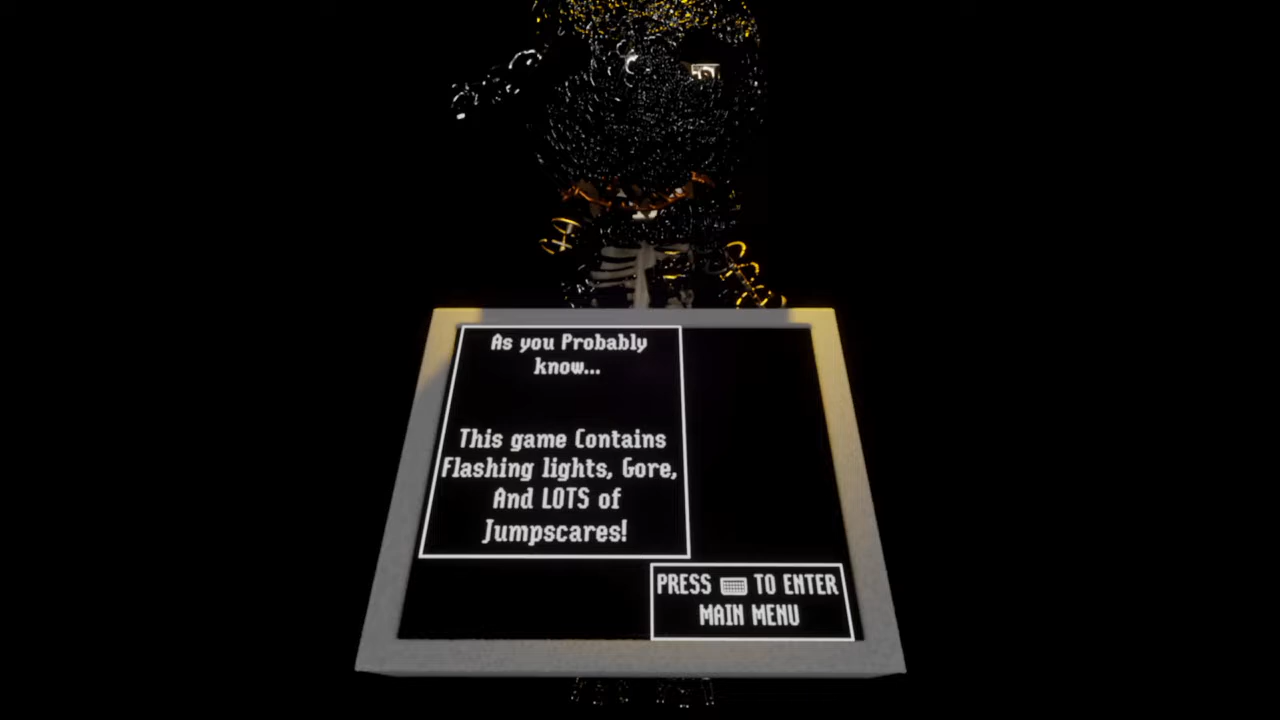 As you Probably
know...
This game Contains
Flashing lights, Gore,
And LOTS of
Jumpscares!
PRESS TO ENTER
MAIN MENU